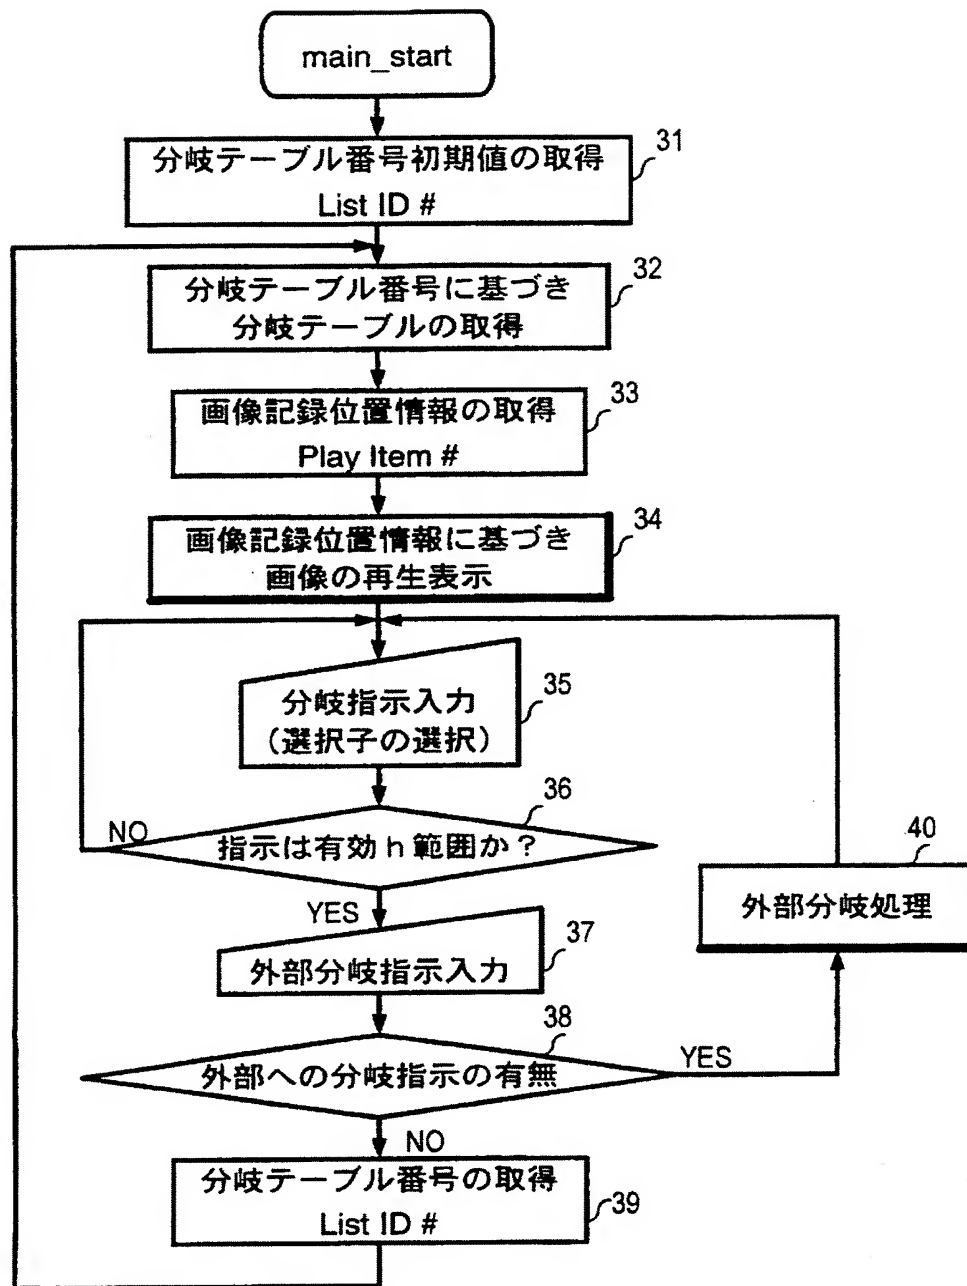 main_start
分岐テーブル番号初期値の取得
List ID #
31
分岐テーブル番号に基づき
分岐テーブルの取得
32
画像記録位置情報の取得
Play Item #
33
画像記録位置情報に基づき
画像の再生表示
34
分岐指示入力
(選択子の選択)
35
指示は有効h範囲か?
36
NO
YES
外部分岐指示入力
37
外部への分岐指示の有無
38
YES
外部分岐処理
40
NO
分岐テーブル番号の取得
List ID #
39